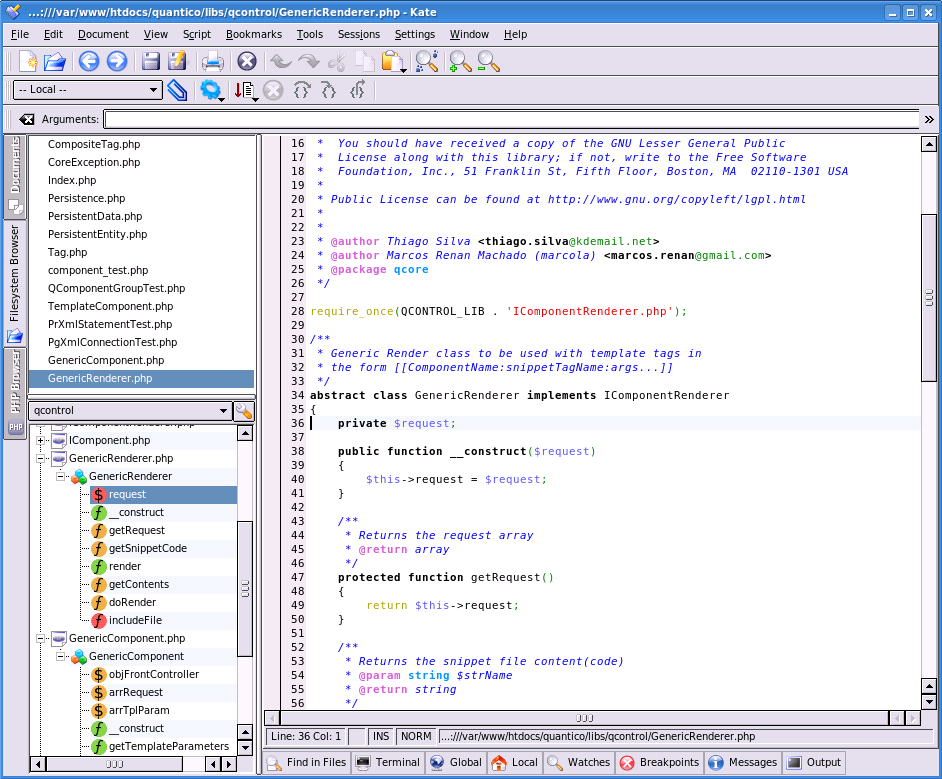 ...:///var/www/htdocs/quantico/libs/qcontrol/GenericRenderer.php - Kate
File Edit Document View Script Bookmarks Tools Sessions Settings Window Help
-- Local --
Arguments:
Documents
Filesystem Browser
PHP Browser
PHP
CompositeTag.php
CoreException.php
Index.php
Persistence.php
PersistentData.php
PersistentEntity.php
Tag.php
component_test.php
QComponentGroupTest.php
TemplateComponent.php
PrXmlStatementTest.php
PgXmlConnectionTest.php
GenericComponent.php
GenericRenderer.php
qcontrol
IComponentRenderer.php
IComponent.php
GenericRenderer.php
GenericRenderer
request
__construct
getRequest
getSnippetCode
render
getContents
doRender
includeFile
GenericComponent.php
GenericComponent
objFrontController
arrRequest
arrTplParam
__construct
getTemplateParameters
16 *  You should have received a copy of the GNU Lesser General Public
17 *  License along with this library; if not, write to the Free Software
18 *  Foundation, Inc., 51 Franklin St, Fifth Floor, Boston, MA  02110-1301 USA
19 *
20 * Public License can be found at http://www.gnu.org/copyleft/lgpl.html
21 *
22 *
23 * @author Thiago Silva <thiago.silva@kdemail.net>
24 * @author Marcos Renan Machado (marcola) <marcos.renan@gmail.com>
25 * @package qcore
26 */
27
28 require_once(QCONTROL_LIB . 'IComponentRenderer.php');
29
30 /**
31 * Generic Render class to be used with template tags in
32 * the form [[ComponentName:snippetTagName:args...]]
33 */
34 abstract class GenericRenderer implements IComponentRenderer
35 {
36     private $request;
37
38     public function __construct($request)
39     {
40         $this->request = $request;
41     }
42
43     /**
44      * Returns the request array
45      * @return array
46      */
47     protected function getRequest()
48     {
49         return $this->request;
50     }
51
52     /**
53      * Returns the snippet file content(code)
54      * @param string $strName
55      * @return string
56      */
Line: 36 Col: 1 INS NORM ...:///var/www/htdocs/quantico/libs/qcontrol/GenericRenderer.php
Find in Files Terminal Global Local Watches Breakpoints Messages Output